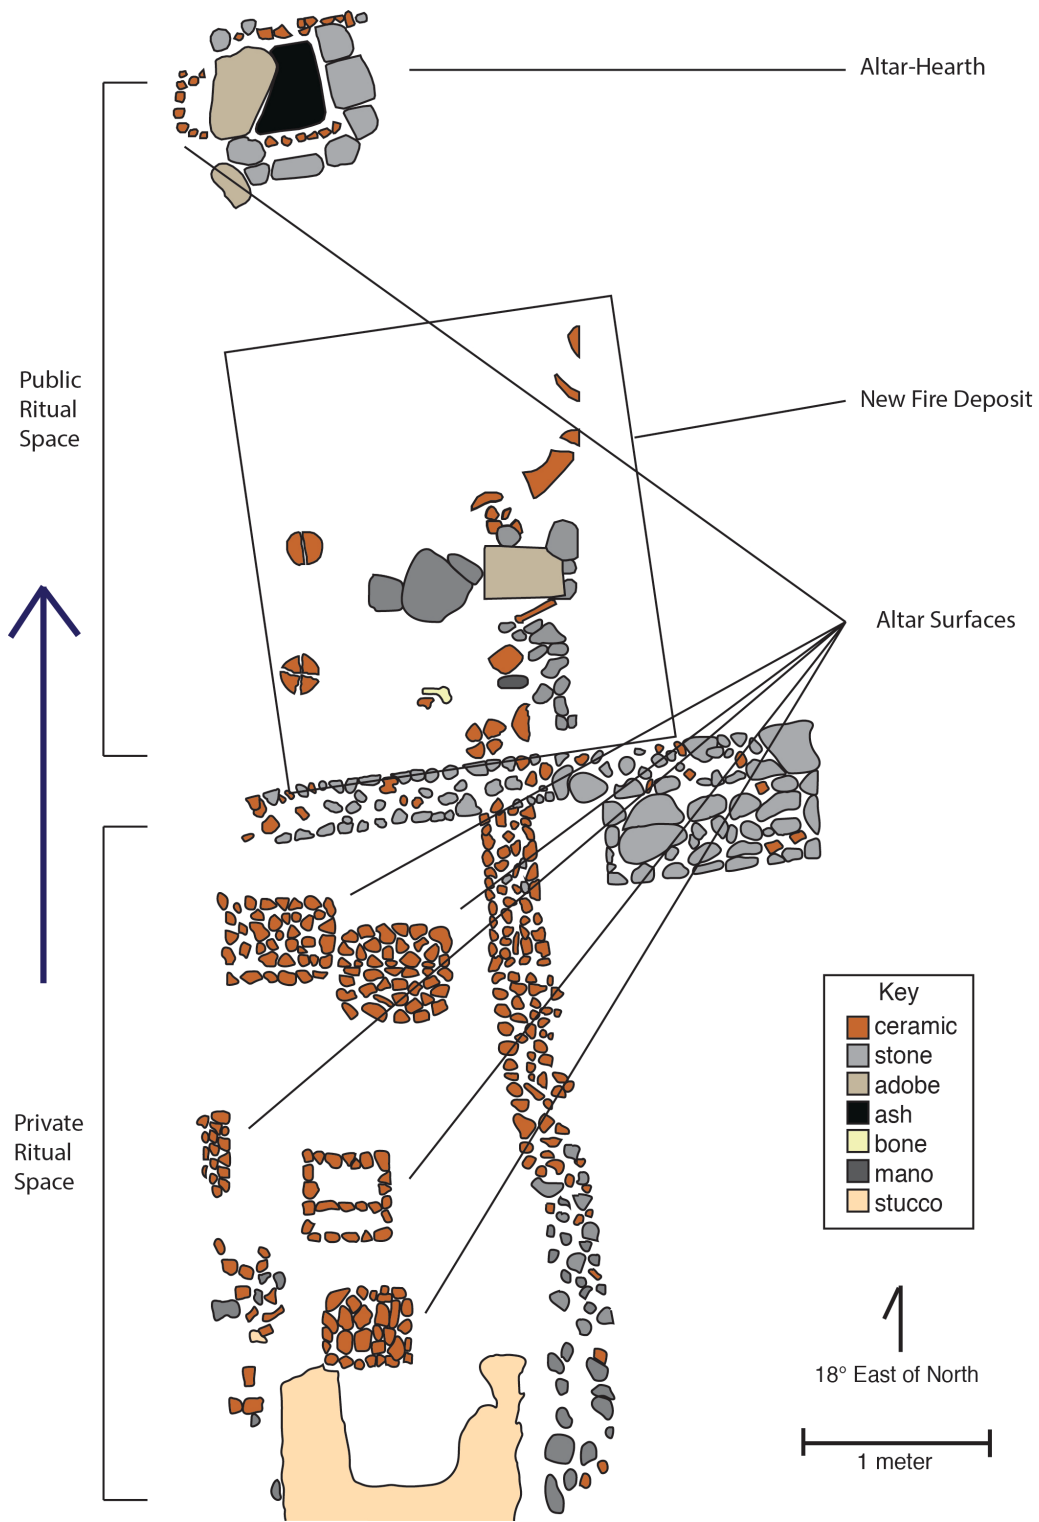 Altar-Hearth
Public
Ritual
Space
New Fire Deposit
Altar Surfaces
Private
Ritual
Space
Key
ceramic
stone
adobe
ash
bone
mano
stucco
18° East of North
1 meter